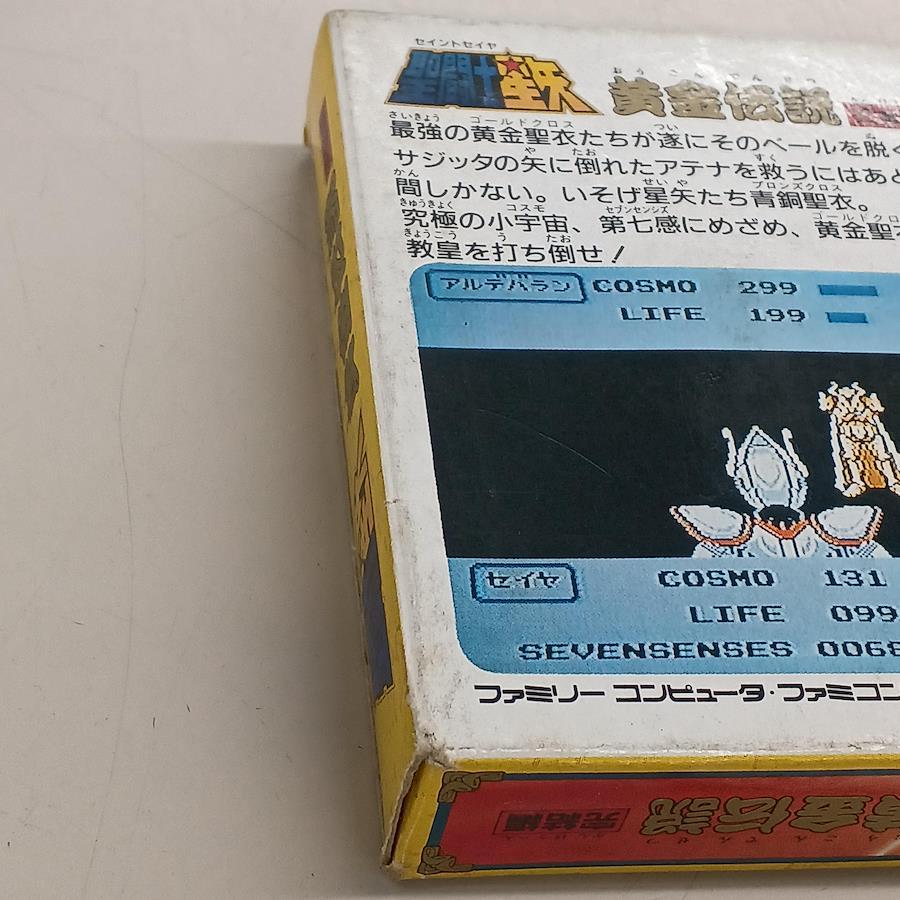 セイントセイヤ
聖闘士星矢 黄金伝説
最強の黄金聖衣たちが遂にそのベールを脱ぐ
サジッタの矢に倒れたアテナを救うにはあと
間しかない。いそげ星矢たち青銅聖衣。
究極の小宇宙、第七感にめざめ、黄金聖衣
教皇を打ち倒せ!
アルデバラン COSMO 299
LIFE 199
セイヤ COSMO 131
LIFE 099
SEVENSENSES 0068
ファミリー コンピュータ・ファミコン
黄金伝説 完結編